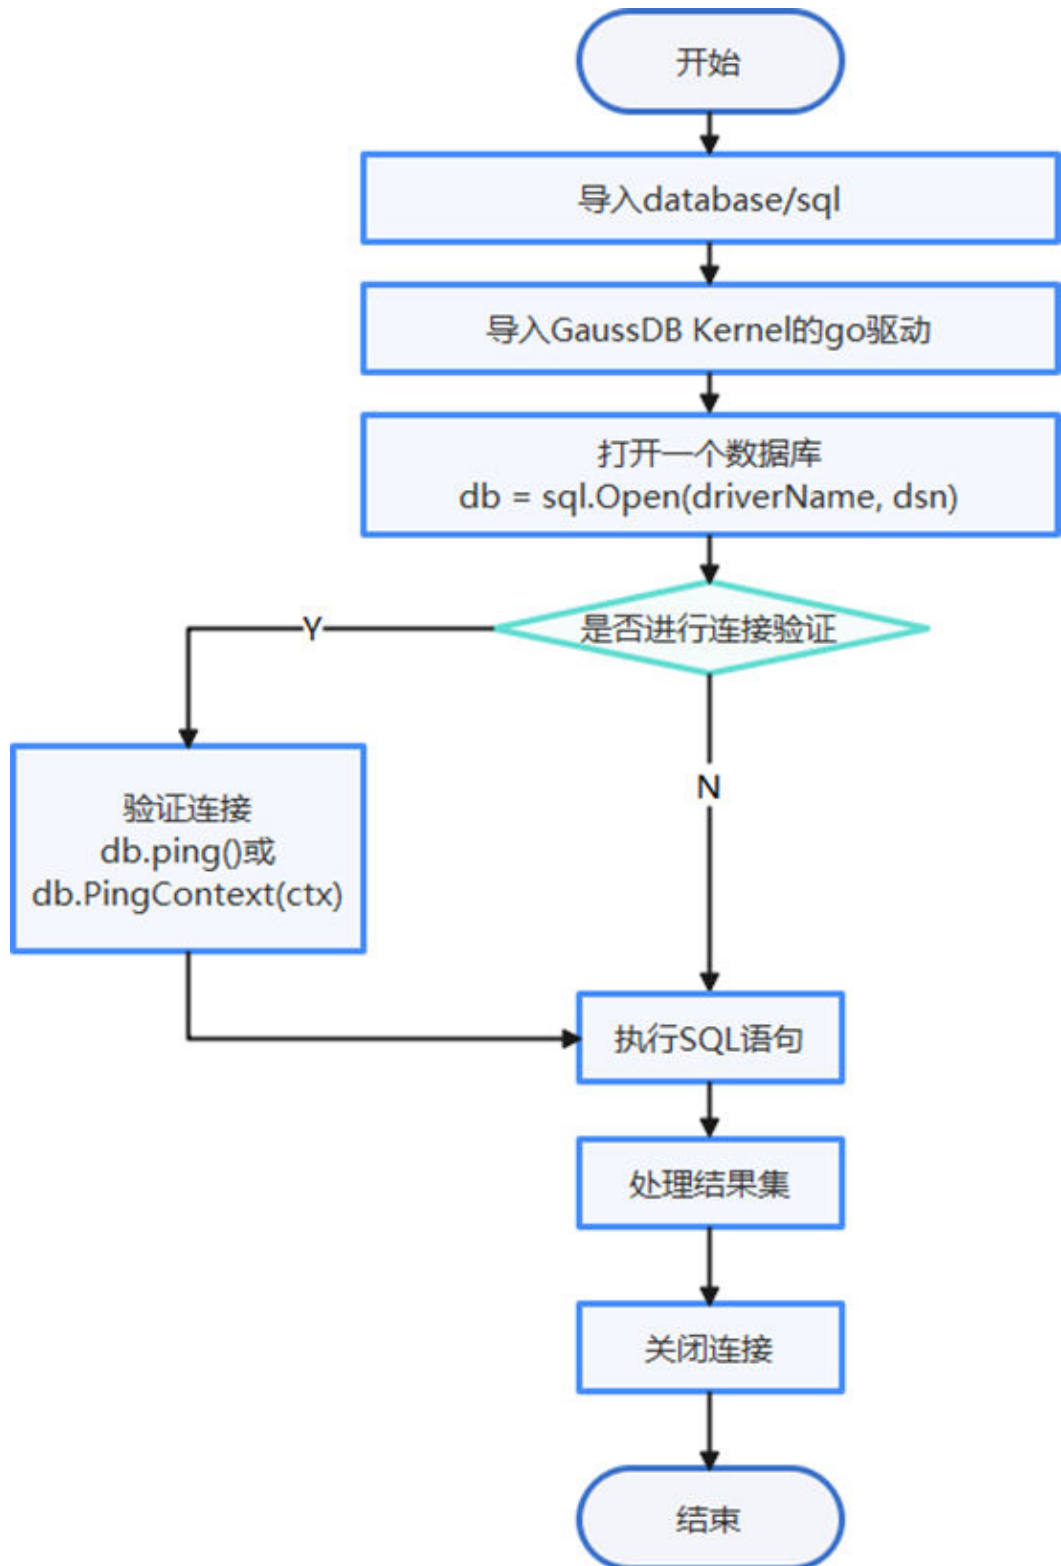 开始
导入database/sql
导入GaussDB Kernel的go驱动
打开一个数据库
db = sql.Open(driverName, dsn)
是否进行连接验证
Y
N
验证连接
db.ping()或
db.PingContext(ctx)
执行SQL语句
处理结果集
关闭连接
结束